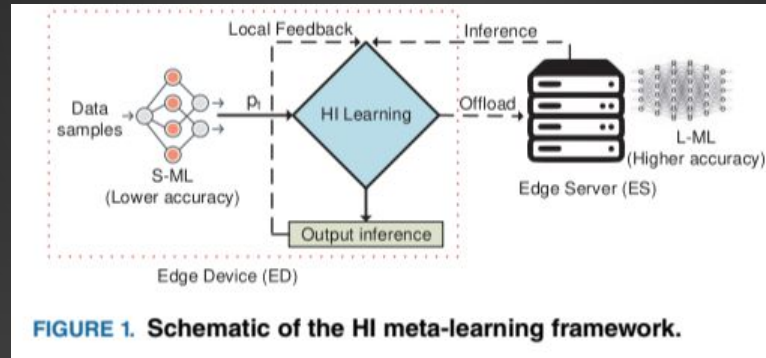 Local Feedback
Inference
Data
samples
p₁
HI Learning
Offload
S-ML
(Lower accuracy)
L-ML
(Higher accuracy)
Edge Server (ES)
Output inference
Edge Device (ED)
FIGURE 1. Schematic of the HI meta-learning framework.